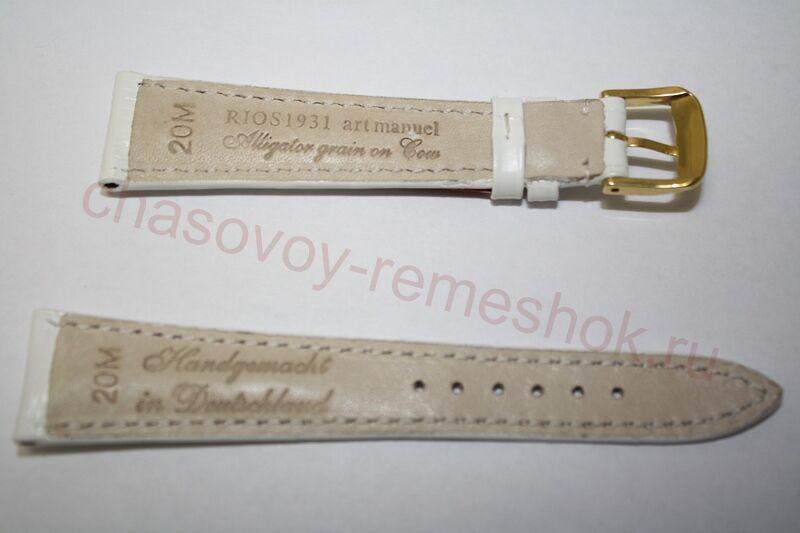 20M
RIOS1931 art manuel
Alligator grain on Cow
chasovoy-remeshok.ru
20M
Handgemacht
in Deutschland